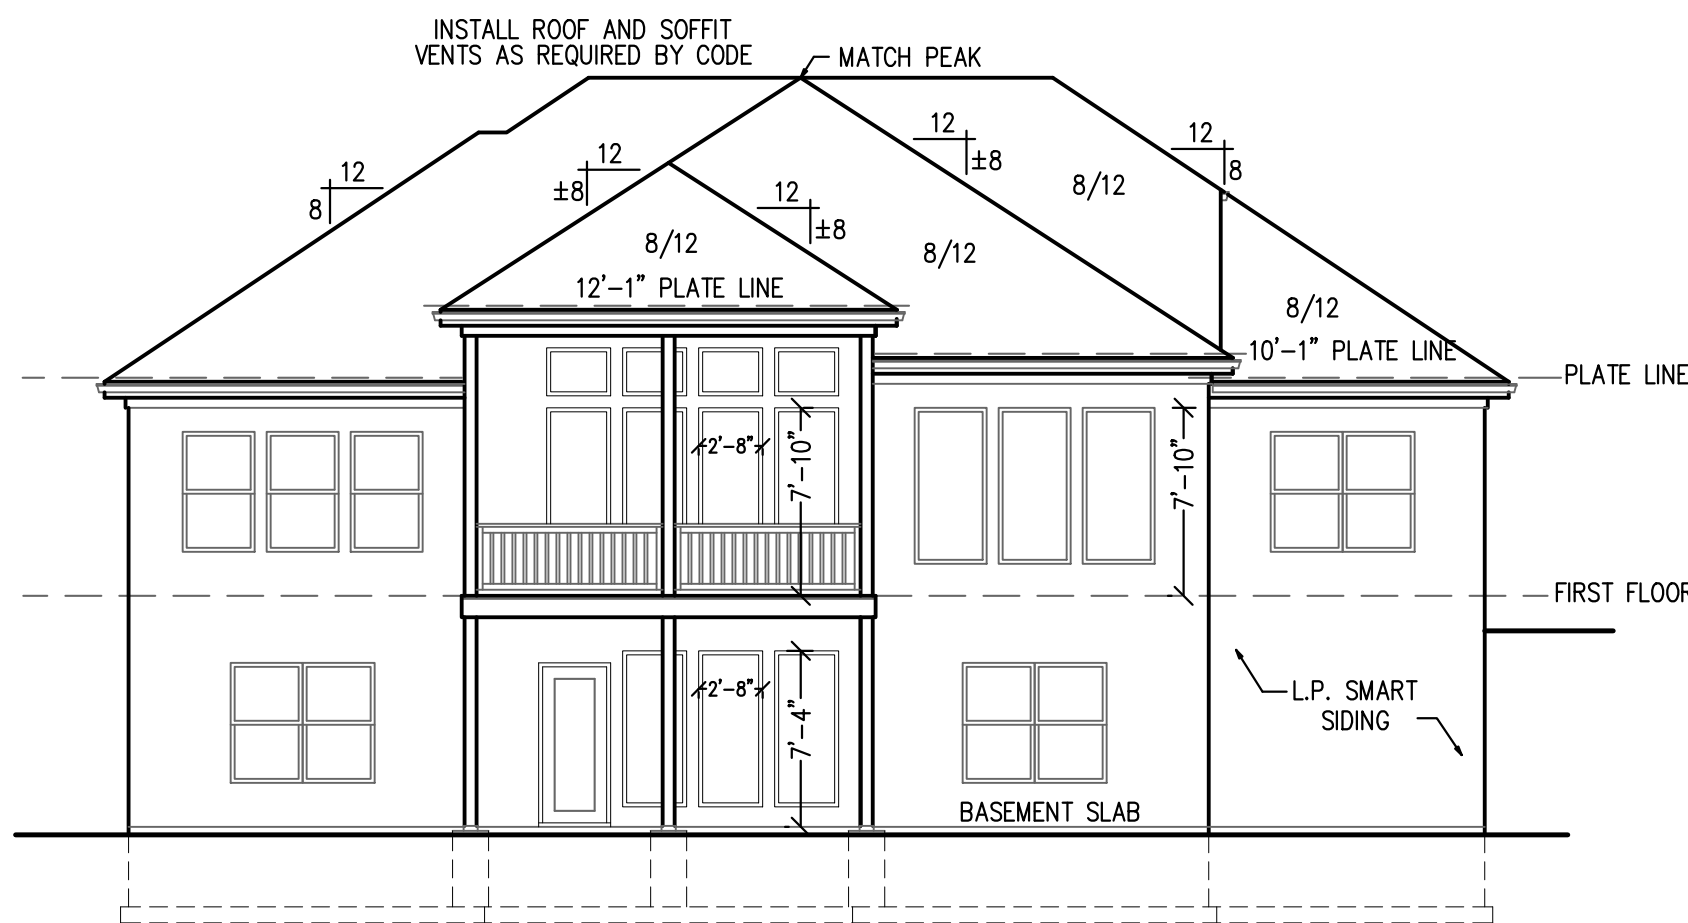 INSTALL ROOF AND SOFFIT
VENTS AS REQUIRED BY CODE
MATCH PEAK
12
8
12
±8
12
±8
12
±8
12
8
8/12
8/12
8/12
8/12
12'-1" PLATE LINE
10'-1" PLATE LINE
PLATE LINE
2'-8"
7'-10"
7'-10"
FIRST FLOOR
2'-8"
7'-4"
L.P. SMART
SIDING
BASEMENT SLAB